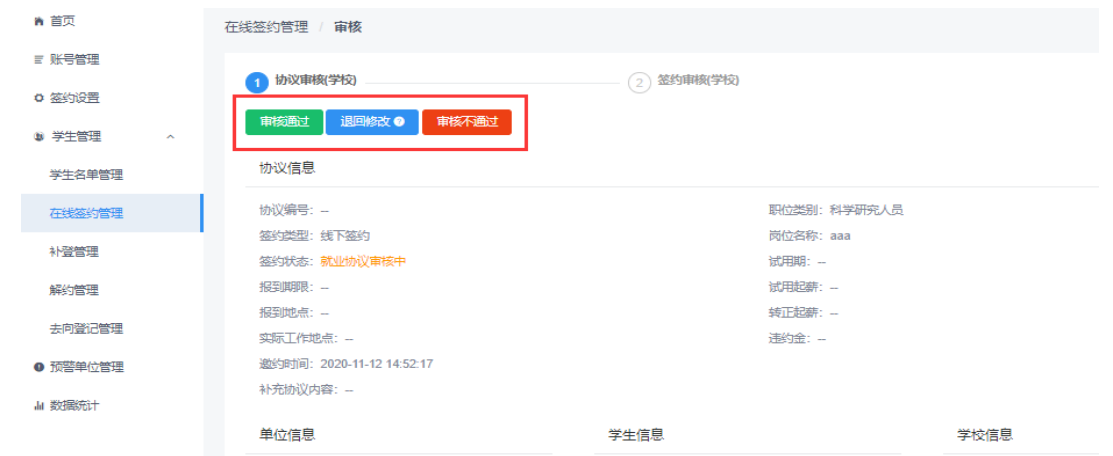 首页
账号管理
签约设置
学生管理
学生名单管理
在线签约管理
补登管理
解约管理
去向登记管理
预警单位管理
数据统计
在线签约管理 / 审核
1 协议审核(学校) 2 签约审核(学校)
审核通过 退回修改 ? 审核不通过
协议信息
协议编号: -- 职位类别: 科学研究人员
签约类型: 线下签约 岗位名称: aaa
签约状态: 就业协议审核中 试用期: --
报到期限: -- 试用起薪: --
报到地点: -- 转正起薪: --
实际工作地点: -- 违约金: --
邀约时间: 2020-11-12 14:52:17
补充协议内容: --
单位信息 学生信息 学校信息